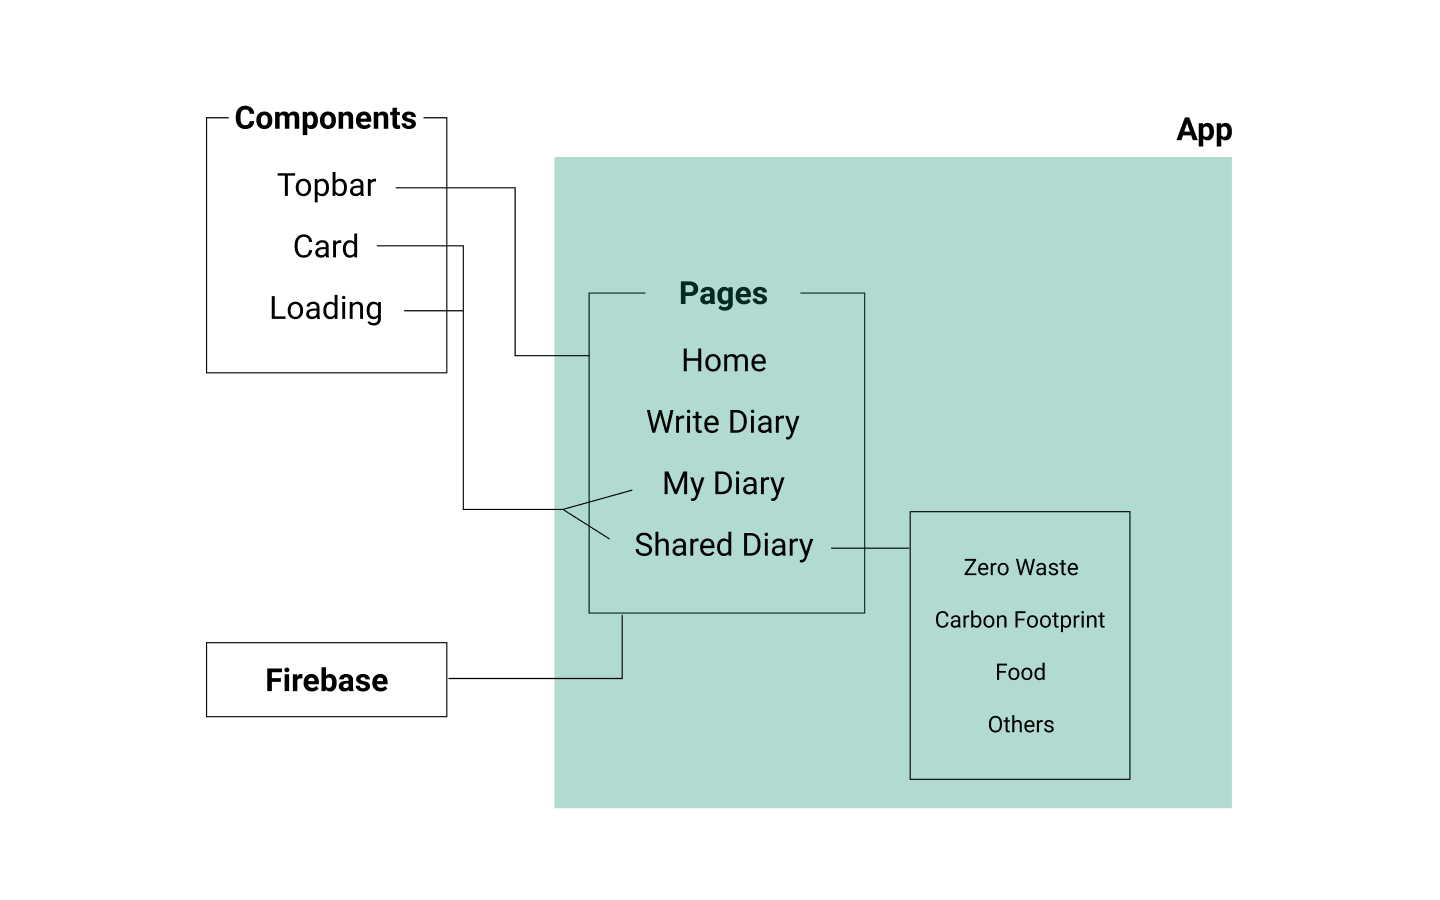 Components
Topbar
Card
Loading
App
Pages
Home
Write Diary
My Diary
Shared Diary
Zero Waste
Carbon Footprint
Food
Others
Firebase